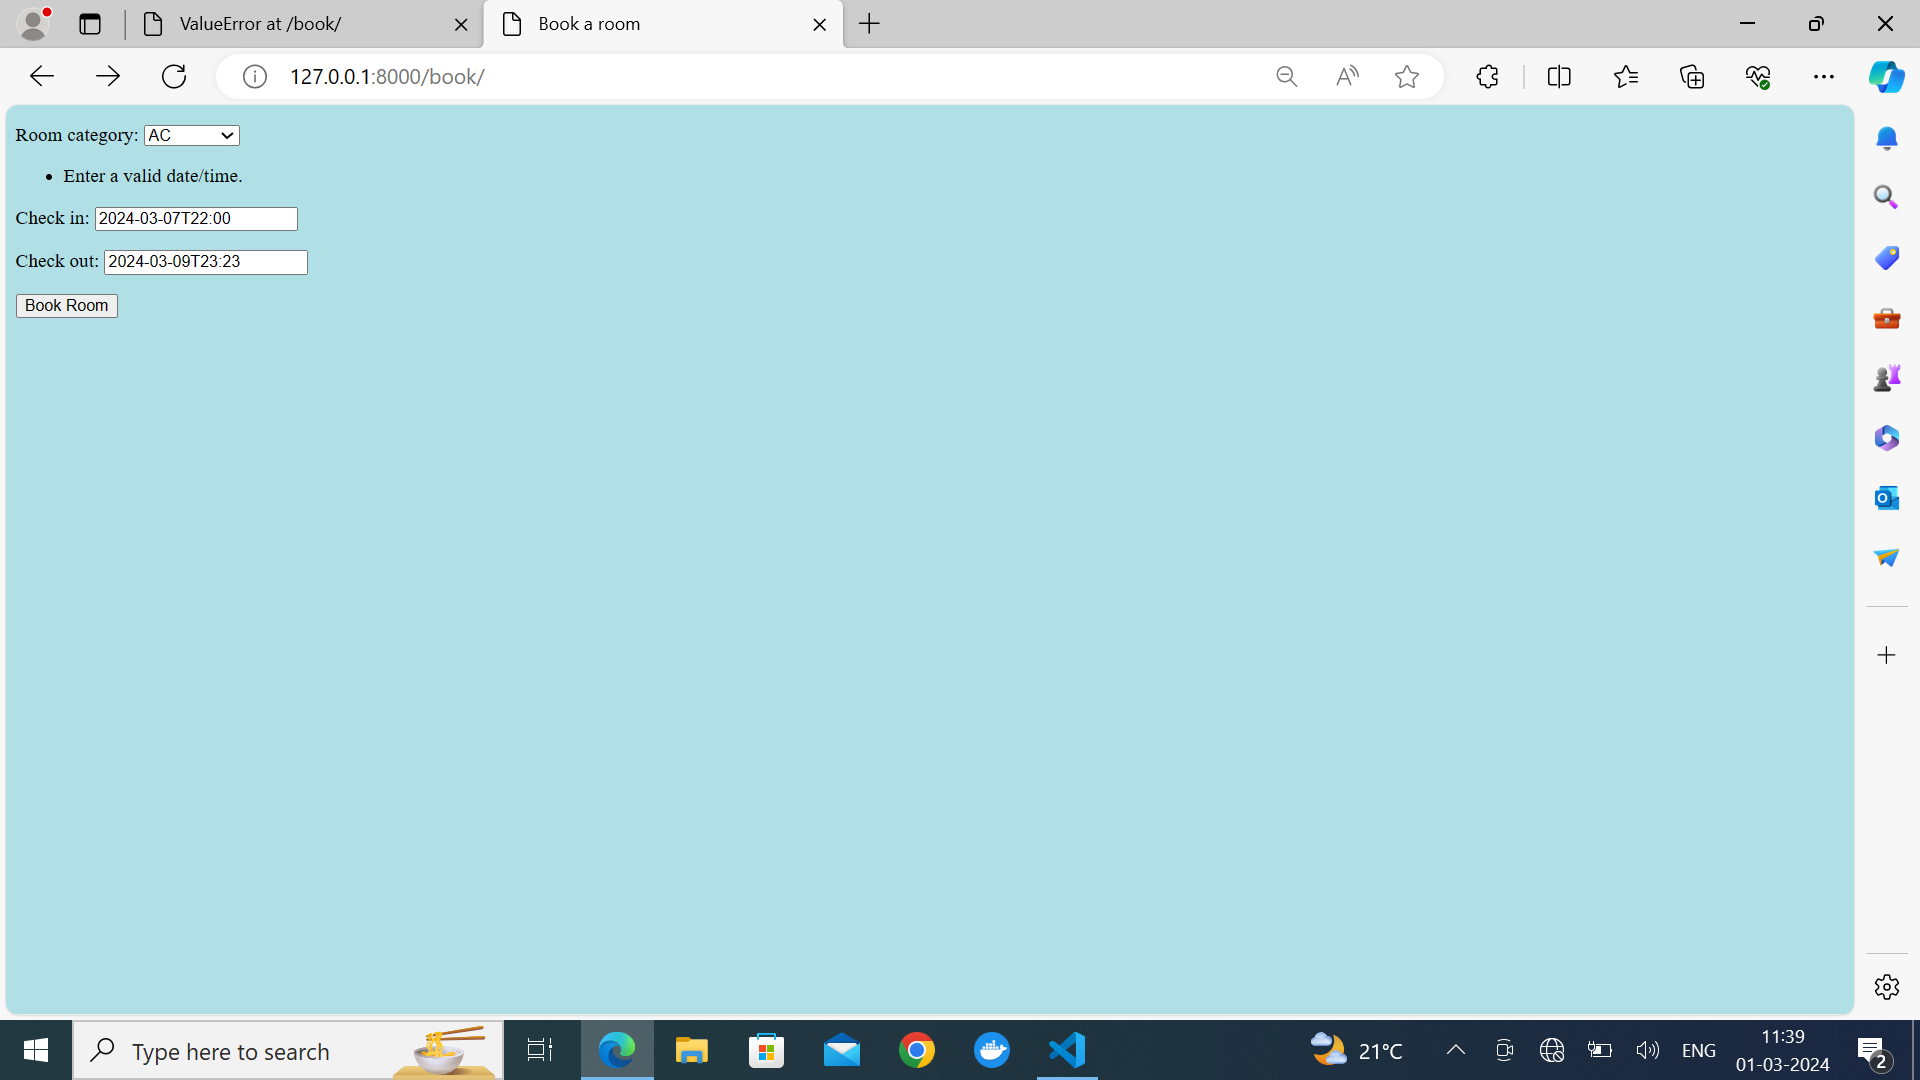 ValueError at /book/
Book a room
127.0.0.1:8000/book/
Room category: AC
Enter a valid date/time.
Check in: 2024-03-07T22:00
Check out: 2024-03-09T23:23
Book Room
Type here to search
21°C
ENG
11:39
01-03-2024
2